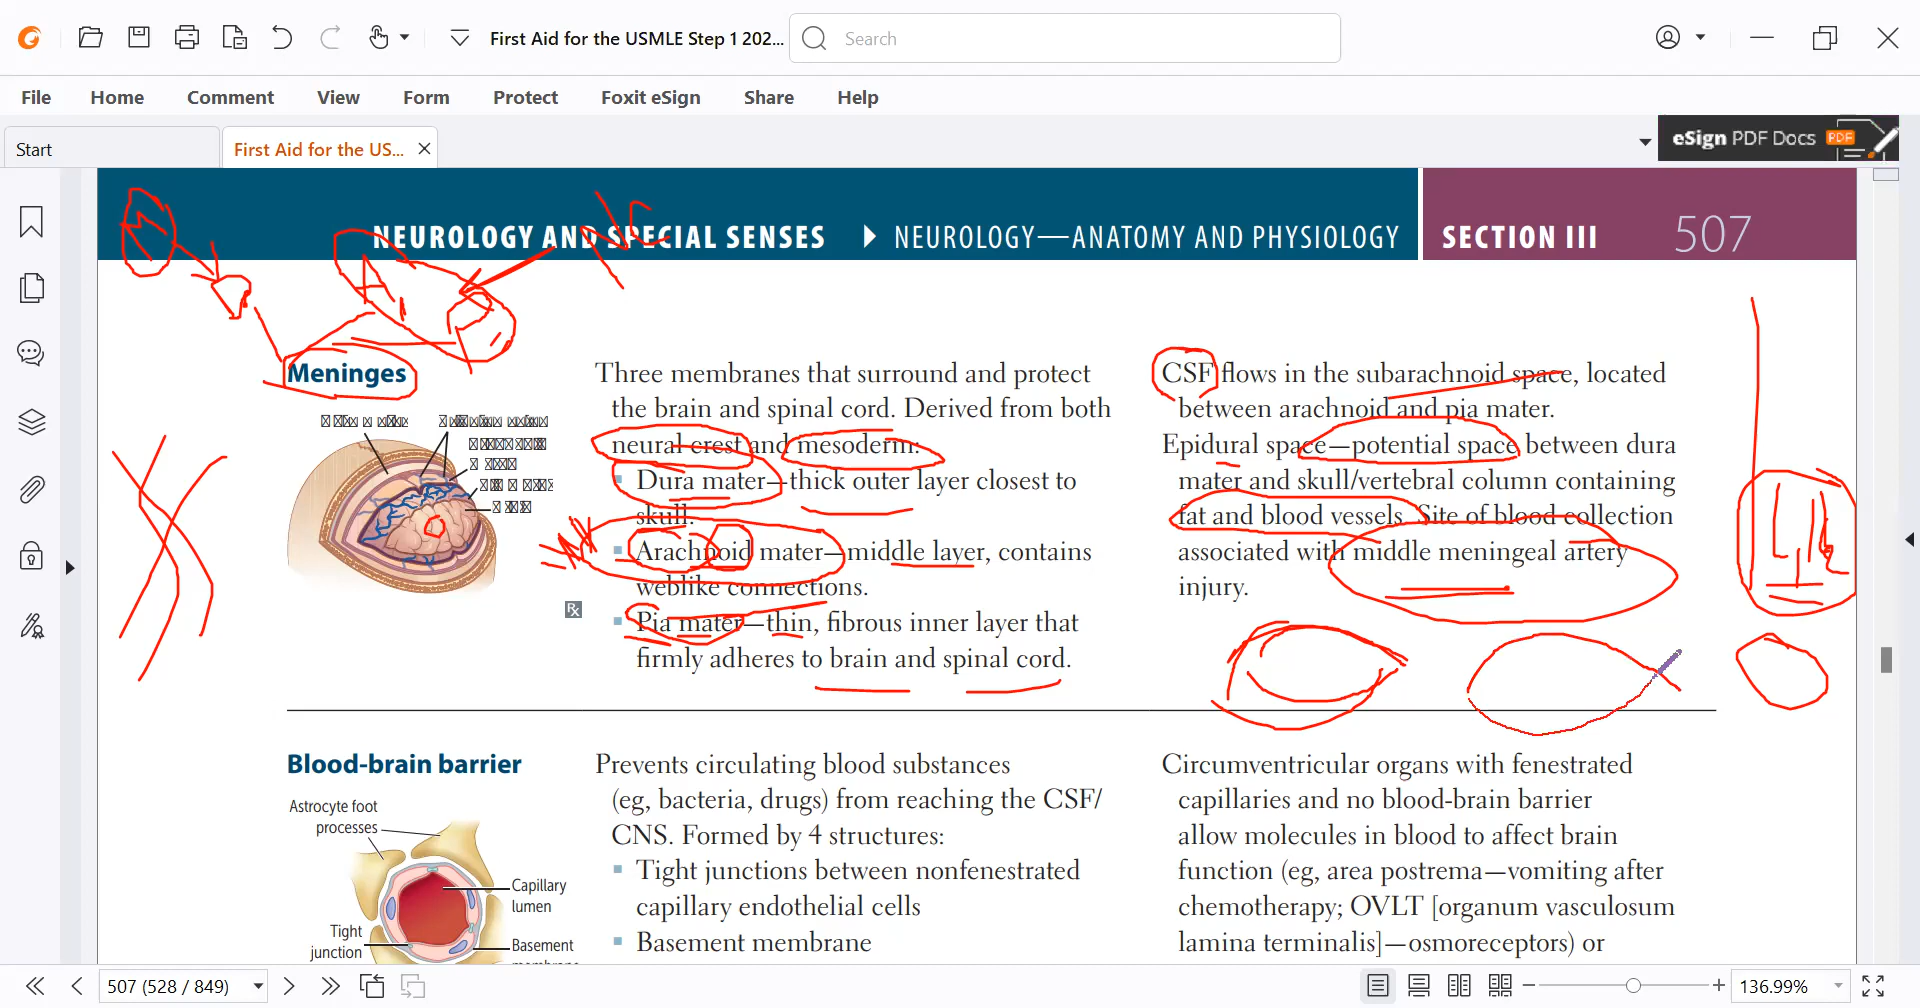 First Aid for the USMLE Step 1 202...
Search
File Home Comment View Form Protect Foxit eSign Share Help
Start
First Aid for the US...
eSign PDF Docs PDF
NEUROLOGY AND SPECIAL SENSES NEUROLOGY—ANATOMY AND PHYSIOLOGY
SECTION III 507
M
A
P
NC
Meninges
Three membranes that surround and protect
the brain and spinal cord. Derived from both
neural crest and mesoderm:
Dura mater—thick outer layer closest to
skull.
Arachnoid mater—middle layer, contains
weblike connections.
Rx
Pia mater—thin, fibrous inner layer that
firmly adheres to brain and spinal cord.
CSF flows in the subarachnoid space, located
between arachnoid and pia mater.
Epidural space—potential space between dura
mater and skull/vertebral column containing
fat and blood vessels. Site of blood collection
associated with middle meningeal artery
injury.
Blood-brain barrier
Astrocyte foot
processes
Capillary
lumen
Tight
junction
Basement
Prevents circulating blood substances
(eg, bacteria, drugs) from reaching the CSF/
CNS. Formed by 4 structures:
Tight junctions between nonfenestrated
capillary endothelial cells
Basement membrane
Circumventricular organs with fenestrated
capillaries and no blood-brain barrier
allow molecules in blood to affect brain
function (eg, area postrema—vomiting after
chemotherapy; OVLT [organum vasculosum
lamina terminalis]—osmoreceptors) or
507 (528 / 849)
136.99%